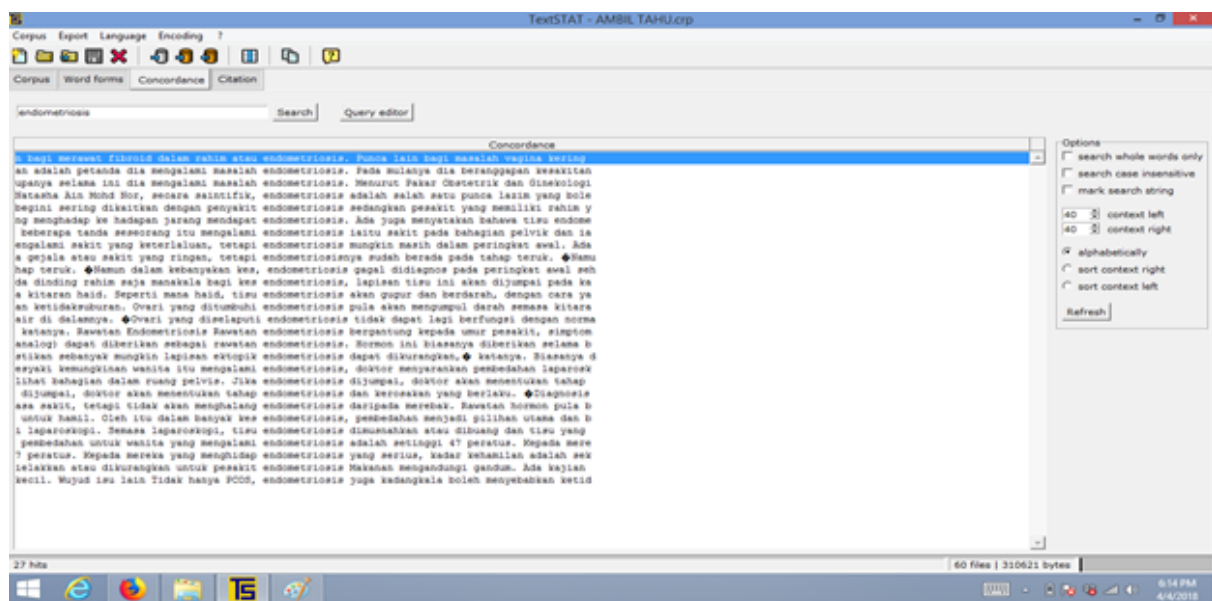 TextSTAT - AMBIL TAHU.crp
Corpus Export Language Encoding ?
Corpus Word forms Concordance Citation
endometriosis Search Query editor
Concordance
n bagi merawat fibroid dalam rahim atau endometriosis. Punca lain bagi masalah vagina kering
an adalah petanda dia mengalami masalah endometriosis. Pada mulanya dia beranggapan kesakitan
upanya selama ini dia mengalami masalah endometriosis. Menurut Pakar Obstetrik dan Ginekologi
Natasha Ain Mohd Nor, secara saintifik, endometriosis adalah salah satu punca lazim yang bole
begini sering dikaitkan dengan penyakit endometriosis sedangkan pesakit yang memiliki rahim y
ng menghadap ke hadapan jarang mendapat endometriosis. Ada juga menyatakan bahawa tisu endome
beberapa tanda seseorang itu mengalami endometriosis iaitu sakit pada bahagian pelvik dan ia
engalami sakit yang keterlaluan, tetapi endometriosis mungkin masih dalam peringkat awal. Ada
a gejala atau sakit yang ringan, tetapi endometriosisnya sudah berada pada tahap teruk. �Namu
hap teruk. �Namun dalam kebanyakan kes, endometriosis gagal didiagnos pada peringkat awal seh
da dinding rahim saja manakala bagi kes endometriosis, lapisan tisu ini akan dijumpai pada ka
a kitaran haid. Seperti mana haid, tisu endometriosis akan gugur dan berdarah, dengan cara ya
an ketidaksuburan. Ovari yang ditumbuhi endometriosis pula akan mengumpul darah semasa kitara
air di dalamnya. �Ovari yang diselaputi endometriosis tidak dapat lagi berfungsi dengan norma
katanya. Rawatan Endometriosis Rawatan endometriosis bergantung kepada umur pesakit, simptom
analog) dapat diberikan sebagai rawatan endometriosis. Hormon ini biasanya diberikan selama b
stikan sebanyak mungkin lapisan ektopik endometriosis dapat dikurangkan,� katanya. Biasanya d
esyaki kemungkinan wanita itu mengalami endometriosis, doktor menyarankan pembedahan laparosk
lihat bahagian dalam ruang pelvis. Jika endometriosis dijumpai, doktor akan menentukan tahap
dijumpai, doktor akan menentukan tahap endometriosis dan kerosakan yang berlaku. �Diagnosis
asa sakit, tetapi tidak akan menghalang endometriosis daripada merebak. Rawatan hormon pula b
untuk hamil. Oleh itu dalam banyak kes endometriosis, pembedahan menjadi pilihan utama dan b
i laparoskopi. Semasa laparoskopi, tisu endometriosis dimusnahkan atau dibuang dan tisu yang
pembedahan untuk wanita yang mengalami endometriosis adalah setinggi 47 peratus. Kepada mere
7 peratus. Kepada mereka yang menghidap endometriosis yang serius, kadar kehamilan adalah sek
ielakkan atau dikurangkan untuk pesakit endometriosis Makanan mengandungi gandum. Ada kajian
kecil. Wujud isu lain Tidak hanya PCOS, endometriosis juga kadangkala boleh menyebabkan ketid
Options
search whole words only
search case insensitive
mark search string
40 context left
40 context right
alphabetically
sort context right
sort context left
Refresh
27 hits
60 files | 310621 bytes
6:14 PM
4/4/2018